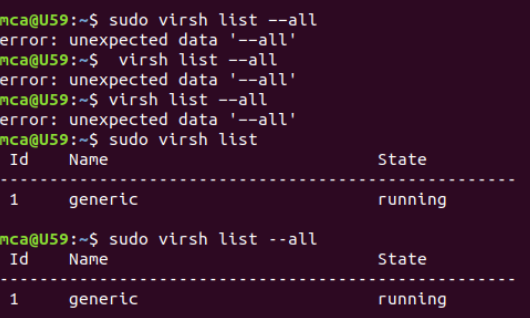 mca@U59:~$ sudo virsh list ––all
error: unexpected data '––all'
mca@U59:~$  virsh list ––all
error: unexpected data '––all'
mca@U59:~$ virsh list ––all
error: unexpected data '––all'
mca@U59:~$ sudo virsh list
 Id    Name                           State
----------------------------------------------------
 1     generic                        running
mca@U59:~$ sudo virsh list --all
 Id    Name                           State
----------------------------------------------------
 1     generic                        running